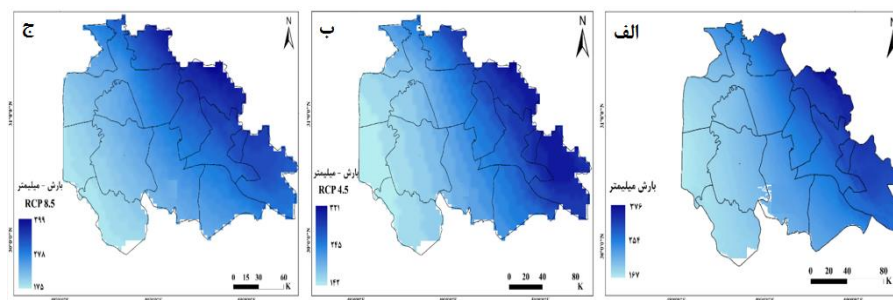 ج
N
بارش - میلیمتر
RCP 8.5
۳۹۹
۲۷۸
۱۷۵
0 15 30 60
K
ب
N
بارش - میلیمتر
RCP 4.5
۳۳۱
۲۴۵
۱۴۲
0 20 40 80
K
الف
N
بارش میلیمتر
۳۷۶
۲۵۴
۱۶۷
0 20 40 80
K